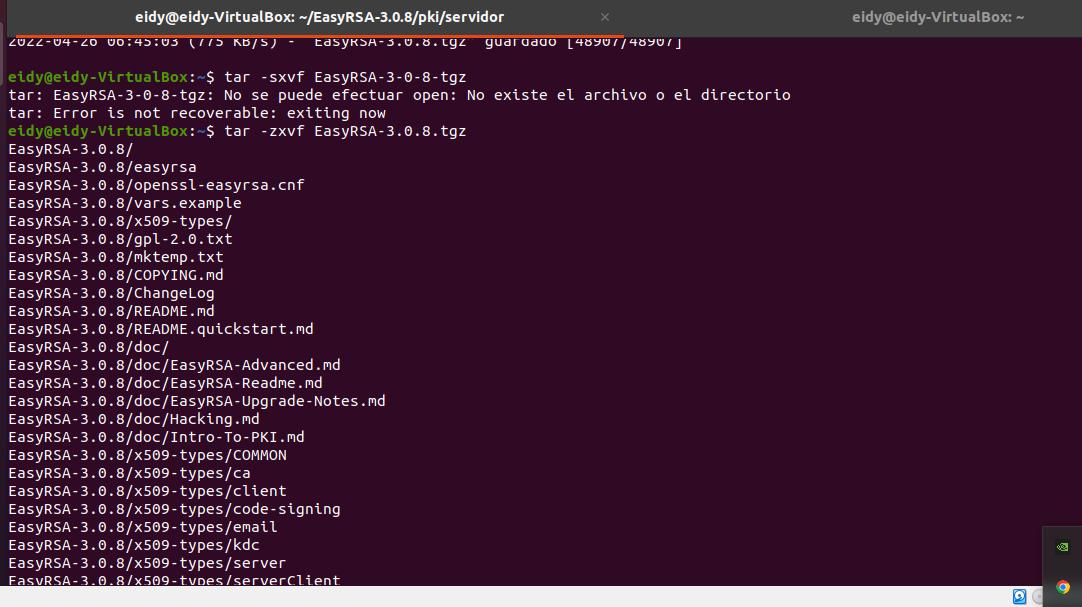 eidy@eidy-VirtualBox: ~/EasyRSA-3.0.8/pki/servidor
eidy@eidy-VirtualBox: ~
2022-04-26 06:45:03 (775 KB/s) - "EasyRSA-3.0.8.tgz" guardado [48907/48907]
eidy@eidy-VirtualBox:~$ tar -sxvf EasyRSA-3-0-8-tgz
tar: EasyRSA-3-0-8-tgz: No se puede efectuar open: No existe el archivo o el directorio
tar: Error is not recoverable: exiting now
eidy@eidy-VirtualBox:~$ tar -zxvf EasyRSA-3.0.8.tgz
EasyRSA-3.0.8/
EasyRSA-3.0.8/easyrsa
EasyRSA-3.0.8/openssl-easyrsa.cnf
EasyRSA-3.0.8/vars.example
EasyRSA-3.0.8/x509-types/
EasyRSA-3.0.8/gpl-2.0.txt
EasyRSA-3.0.8/mktemp.txt
EasyRSA-3.0.8/COPYING.md
EasyRSA-3.0.8/ChangeLog
EasyRSA-3.0.8/README.md
EasyRSA-3.0.8/README.quickstart.md
EasyRSA-3.0.8/doc/
EasyRSA-3.0.8/doc/EasyRSA-Advanced.md
EasyRSA-3.0.8/doc/EasyRSA-Readme.md
EasyRSA-3.0.8/doc/EasyRSA-Upgrade-Notes.md
EasyRSA-3.0.8/doc/Hacking.md
EasyRSA-3.0.8/doc/Intro-To-PKI.md
EasyRSA-3.0.8/x509-types/COMMON
EasyRSA-3.0.8/x509-types/ca
EasyRSA-3.0.8/x509-types/client
EasyRSA-3.0.8/x509-types/code-signing
EasyRSA-3.0.8/x509-types/email
EasyRSA-3.0.8/x509-types/kdc
EasyRSA-3.0.8/x509-types/server
EasyRSA-3.0.8/x509-types/serverClient